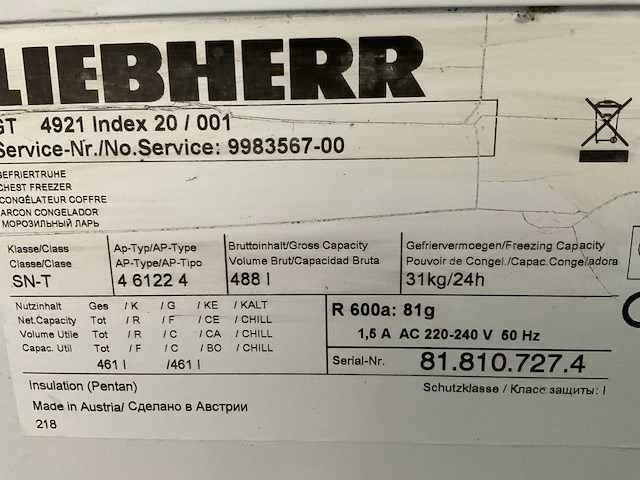 LIEBHERR
GT 4921 Index 20 / 001
Service-Nr./No.Service: 9983567-00
GEFRIERTRUHE
CHEST FREEZER
CONGÉLATEUR COFFRE
ARCON CONGELADOR
МОРОЗИЛЬНЫЙ ЛАРЬ
Klasse/Class
Classe/Clase
SN-T
Ap-Typ/AP-Type
AP-Type/AP-Tipo
4 6122 4
Bruttoinhalt/Gross Capacity
Volume Brut/Capacidad Bruta
488 l
Gefriervermoegen/Freezing Capacity
Pouvoir de Congel./Capac.Congeladora
31kg/24h
Nutzinhalt Ges / K / G / KE / KALT
Net.Capacity Tot / R / F / CE / CHILL
Volume Utile Tot / R / C / CA / CHILL
Capac. Util Tot / F / C / BO / CHILL
461 l /461 l
R 600a: 81g
1,5 A AC 220-240 V 50 Hz
Serial-Nr. 81.810.727.4
Insulation (Pentan)
Schutzklasse / Класс защиты: I
Made in Austria/ Сделано в Австрии
218